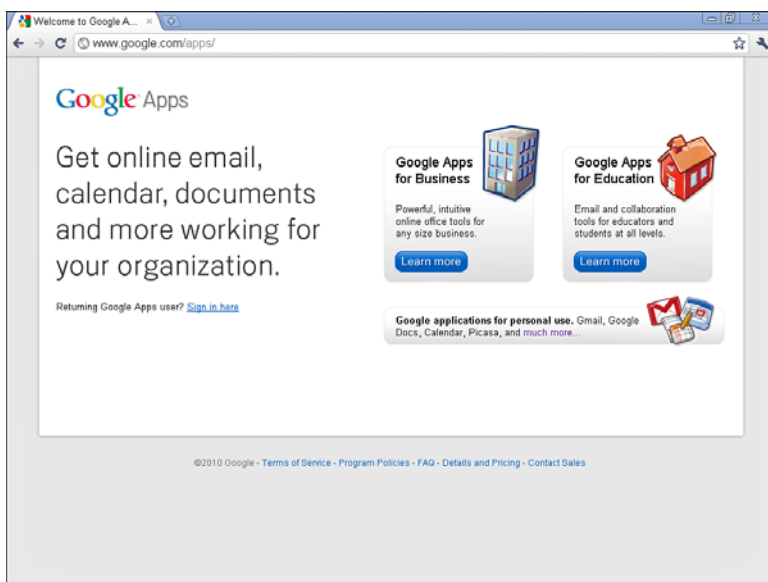 Welcome to Google A...
www.google.com/apps/
Google Apps
Get online email,
calendar, documents
and more working for
your organization.
Returning Google Apps user? Sign in here
Google Apps
for Business
Powerful, intuitive
online office tools for
any size business.
Learn more
Google Apps
for Education
Email and collaboration
tools for educators and
students at all levels.
Learn more
Google applications for personal use. Gmail, Google
Docs, Calendar, Picasa, and much more...
©2010 Google - Terms of Service - Program Policies - FAQ - Details and Pricing - Contact Sales